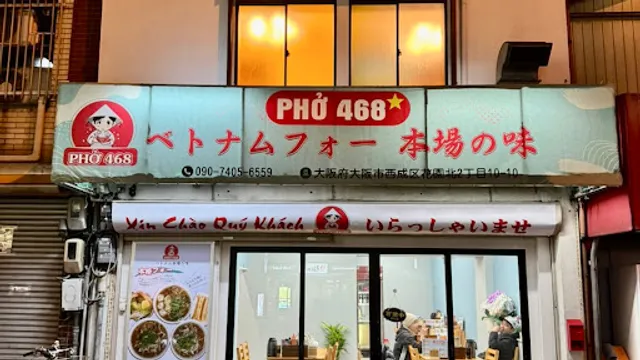 PHỞ 468
PHỞ 468
ベトナムフォー 本場の味
090-7405-6559
大阪府大阪市西成区花園北2丁目10-10
Xin Chào Quý Khách
いらっしゃいませ